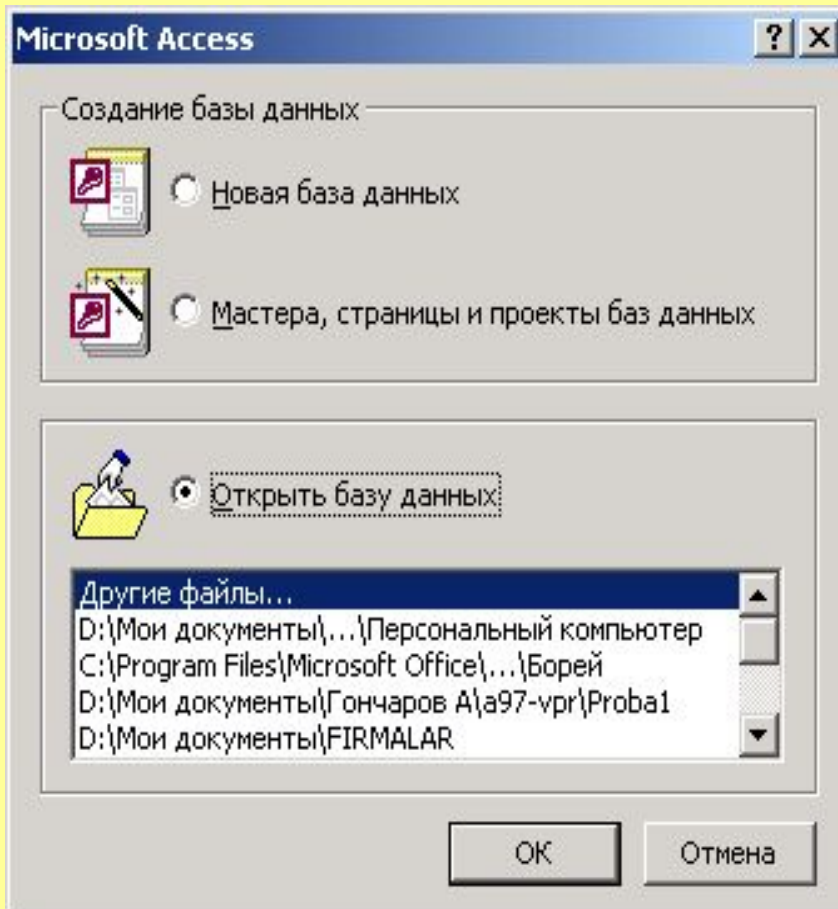 Microsoft Access
Создание базы данных
Новая база данных
Мастера, страницы и проекты баз данных
Открыть базу данных
Другие файлы...
D:\Мои документы\...\Персональный компьютер
C:\Program Files\Microsoft Office\...\Борей
D:\Мои документы\Гончаров А\a97-vpr\Proba1
D:\Мои документы\FIRMALAR
ОК
Отмена